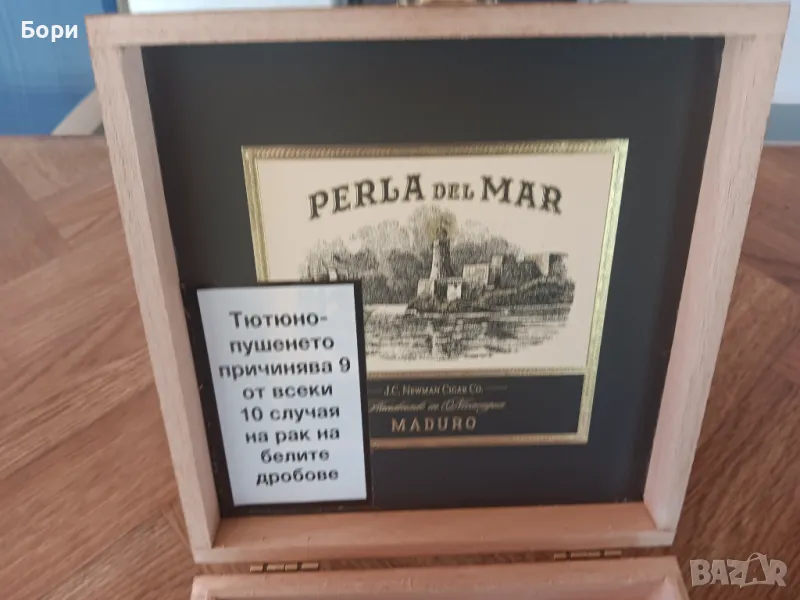 Бори
PERLA DEL MAR
J.C. NEWMAN CIGAR CO.
Handmade in Nicaragua
MADURO
Тютюно-
пушенето
причинява 9
от всеки
10 случая
на рак на
белите
дробове
BAZAR